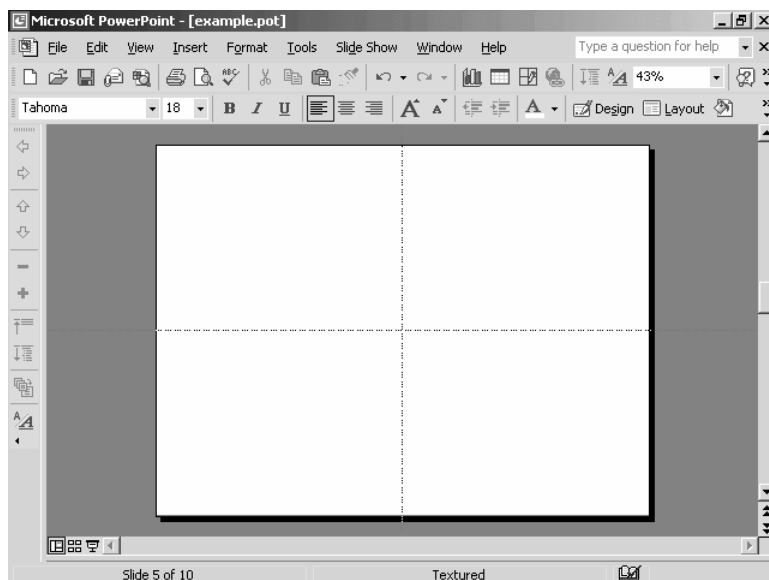 Microsoft PowerPoint - [example.pot]
File Edit View Insert Format Tools Slide Show Window Help Type a question for help
ABC A A 43%
Tahoma 18 B I U A A A Design Layout
A A
Slide 5 of 10 Textured